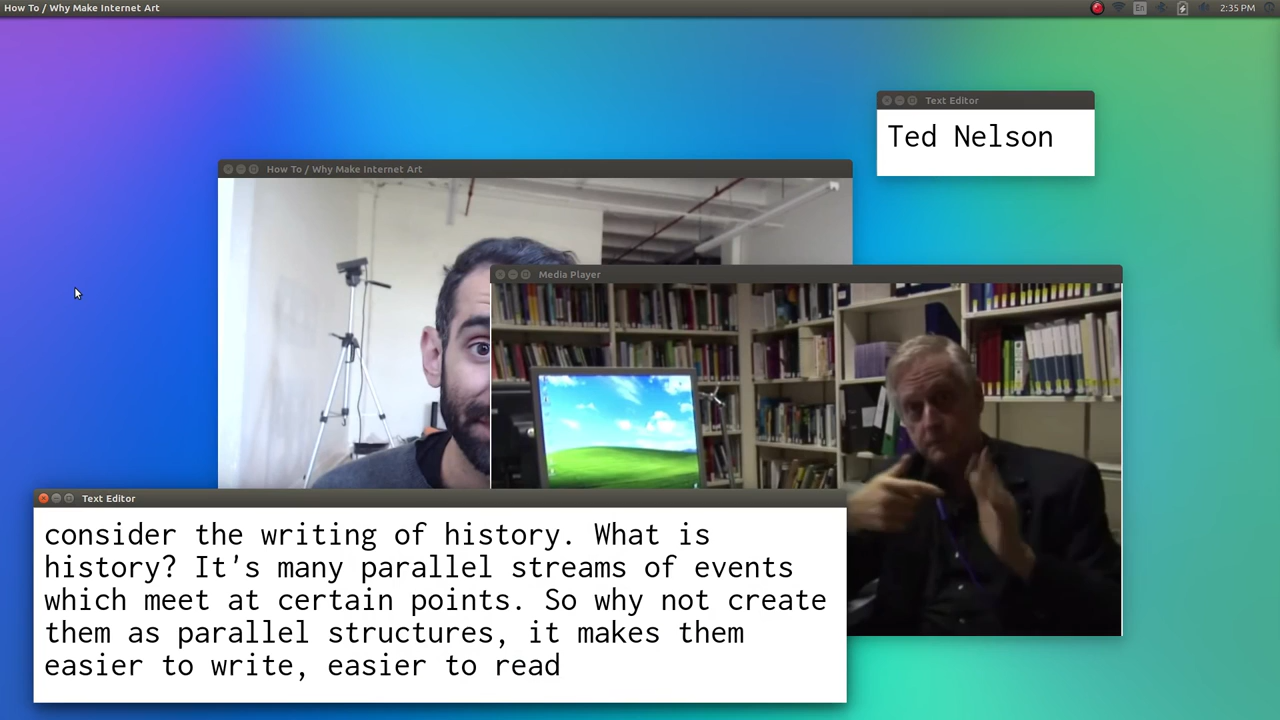 How To / Why Make Internet Art
En
2:35 PM
Text Editor
Ted Nelson
How To / Why Make Internet Art
Media Player
Text Editor
consider the writing of history. What is
history? It's many parallel streams of events
which meet at certain points. So why not create
them as parallel structures, it makes them
easier to write, easier to read